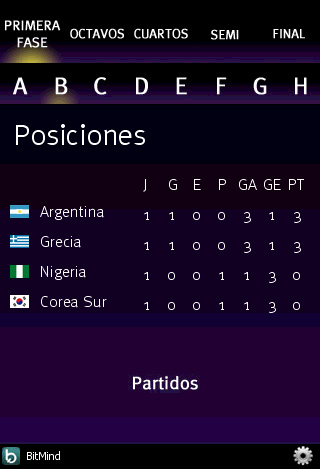 PRIMERA FASE OCTAVOS CUARTOS SEMI FINAL
A B C D E F G H
Posiciones
J G E P GA GE PT
Argentina 1 1 0 0 3 1 3
Grecia 1 1 0 0 3 1 3
Nigeria 1 0 0 1 1 3 0
Corea Sur 1 0 0 1 1 3 0
Partidos
b BitMind